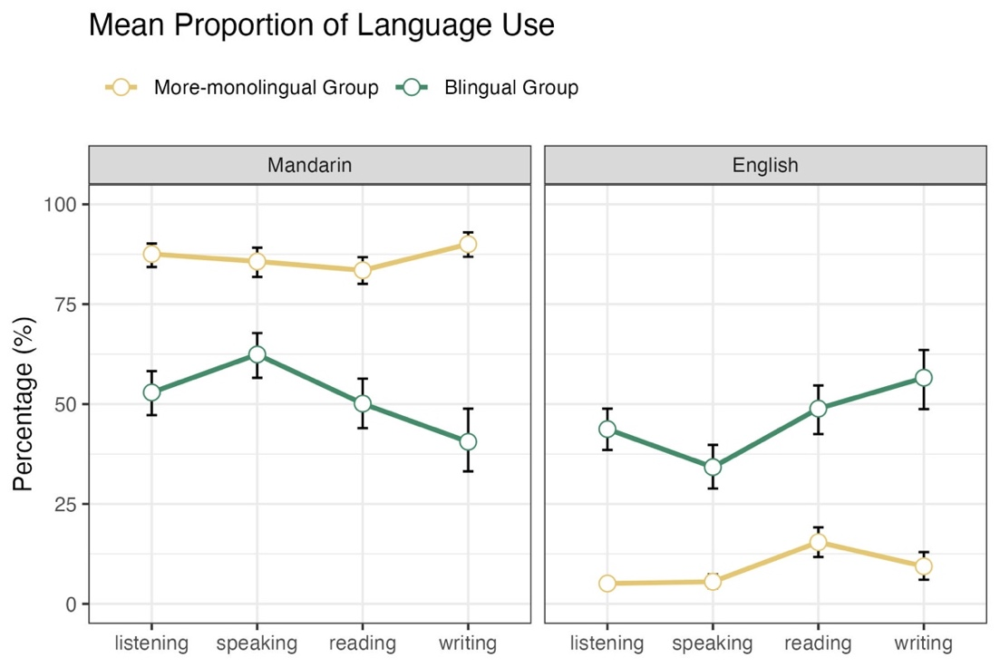 Mean Proportion of Language Use
More-monolingual Group Blingual Group
Mandarin English
100
75
50
25
0
Percentage (%)
listening speaking reading writing listening speaking reading writing